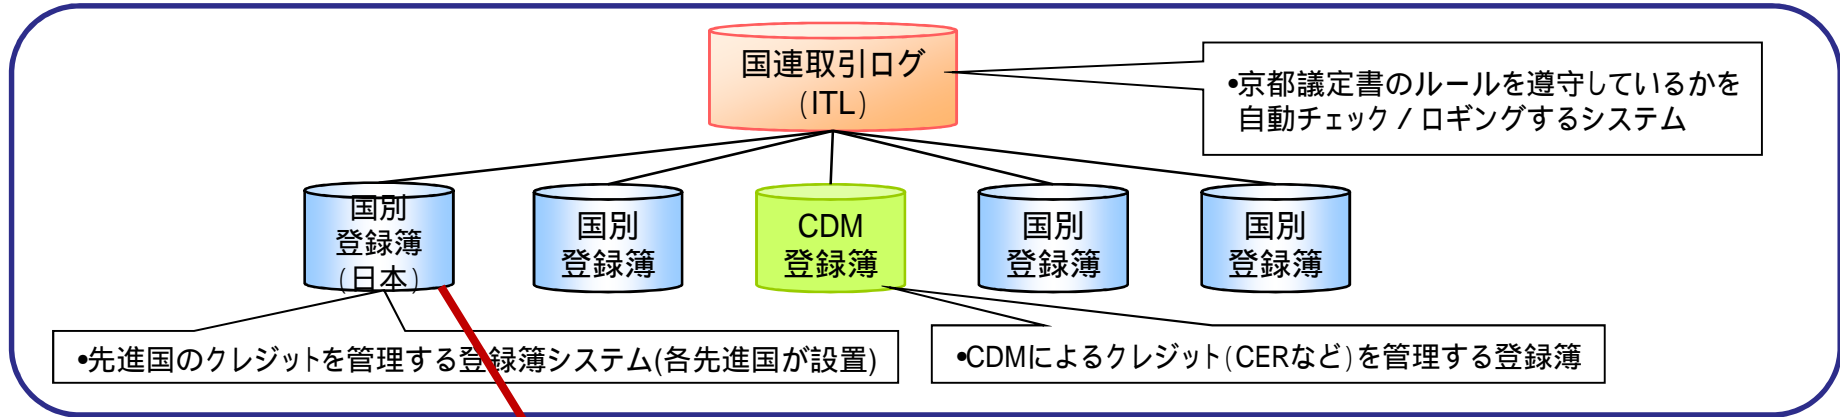 国連取引ログ
(ITL)
•京都議定書のルールを遵守しているかを
自動チェック / ロギングするシステム
国別
登録簿
(日本)
国別
登録簿
CDM
登録簿
国別
登録簿
国別
登録簿
•先進国のクレジットを管理する登録簿システム(各先進国が設置)
•CDMによるクレジット(CERなど)を管理する登録簿